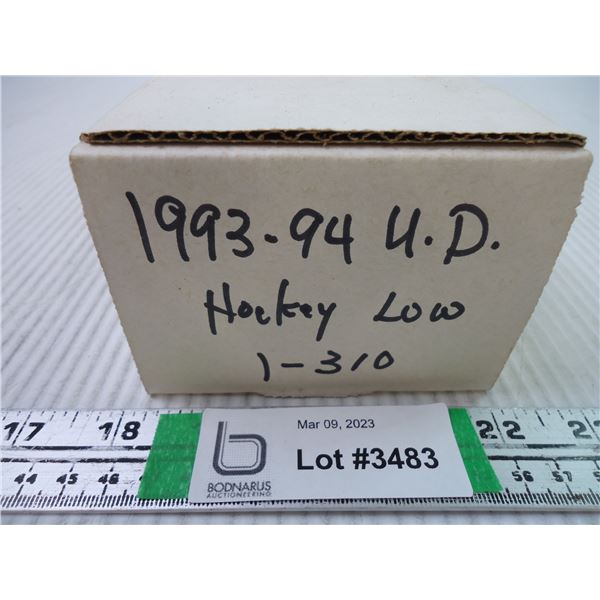 1993-94 U.D.
Hockey Low
1-310
Mar 09, 2023
Lot #3483
BODNARUS
AUCTIONEERING
17 18 22
44 45 46 56 57